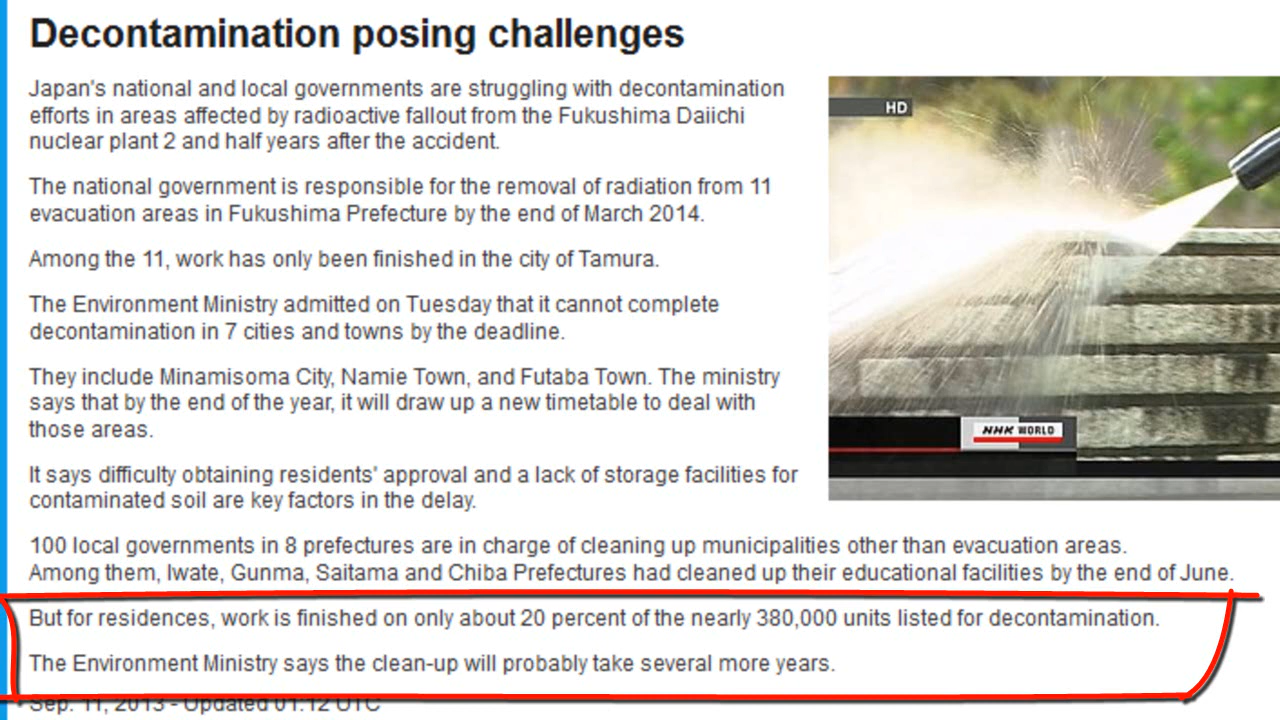 Decontamination posing challenges
Japan's national and local governments are struggling with decontamination
efforts in areas affected by radioactive fallout from the Fukushima Daiichi
nuclear plant 2 and half years after the accident.
The national government is responsible for the removal of radiation from 11
evacuation areas in Fukushima Prefecture by the end of March 2014.
Among the 11, work has only been finished in the city of Tamura.
The Environment Ministry admitted on Tuesday that it cannot complete
decontamination in 7 cities and towns by the deadline.
They include Minamisoma City, Namie Town, and Futaba Town. The ministry
says that by the end of the year, it will draw up a new timetable to deal with
those areas.
It says difficulty obtaining residents' approval and a lack of storage facilities for
contaminated soil are key factors in the delay.
HD
NHK WORLD
100 local governments in 8 prefectures are in charge of cleaning up municipalities other than evacuation areas.
Among them, Iwate, Gunma, Saitama and Chiba Prefectures had cleaned up their educational facilities by the end of June.
But for residences, work is finished on only about 20 percent of the nearly 380,000 units listed for decontamination.
The Environment Ministry says the clean-up will probably take several more years.
Sep. 11, 2013 - Updated 01:12 UTC